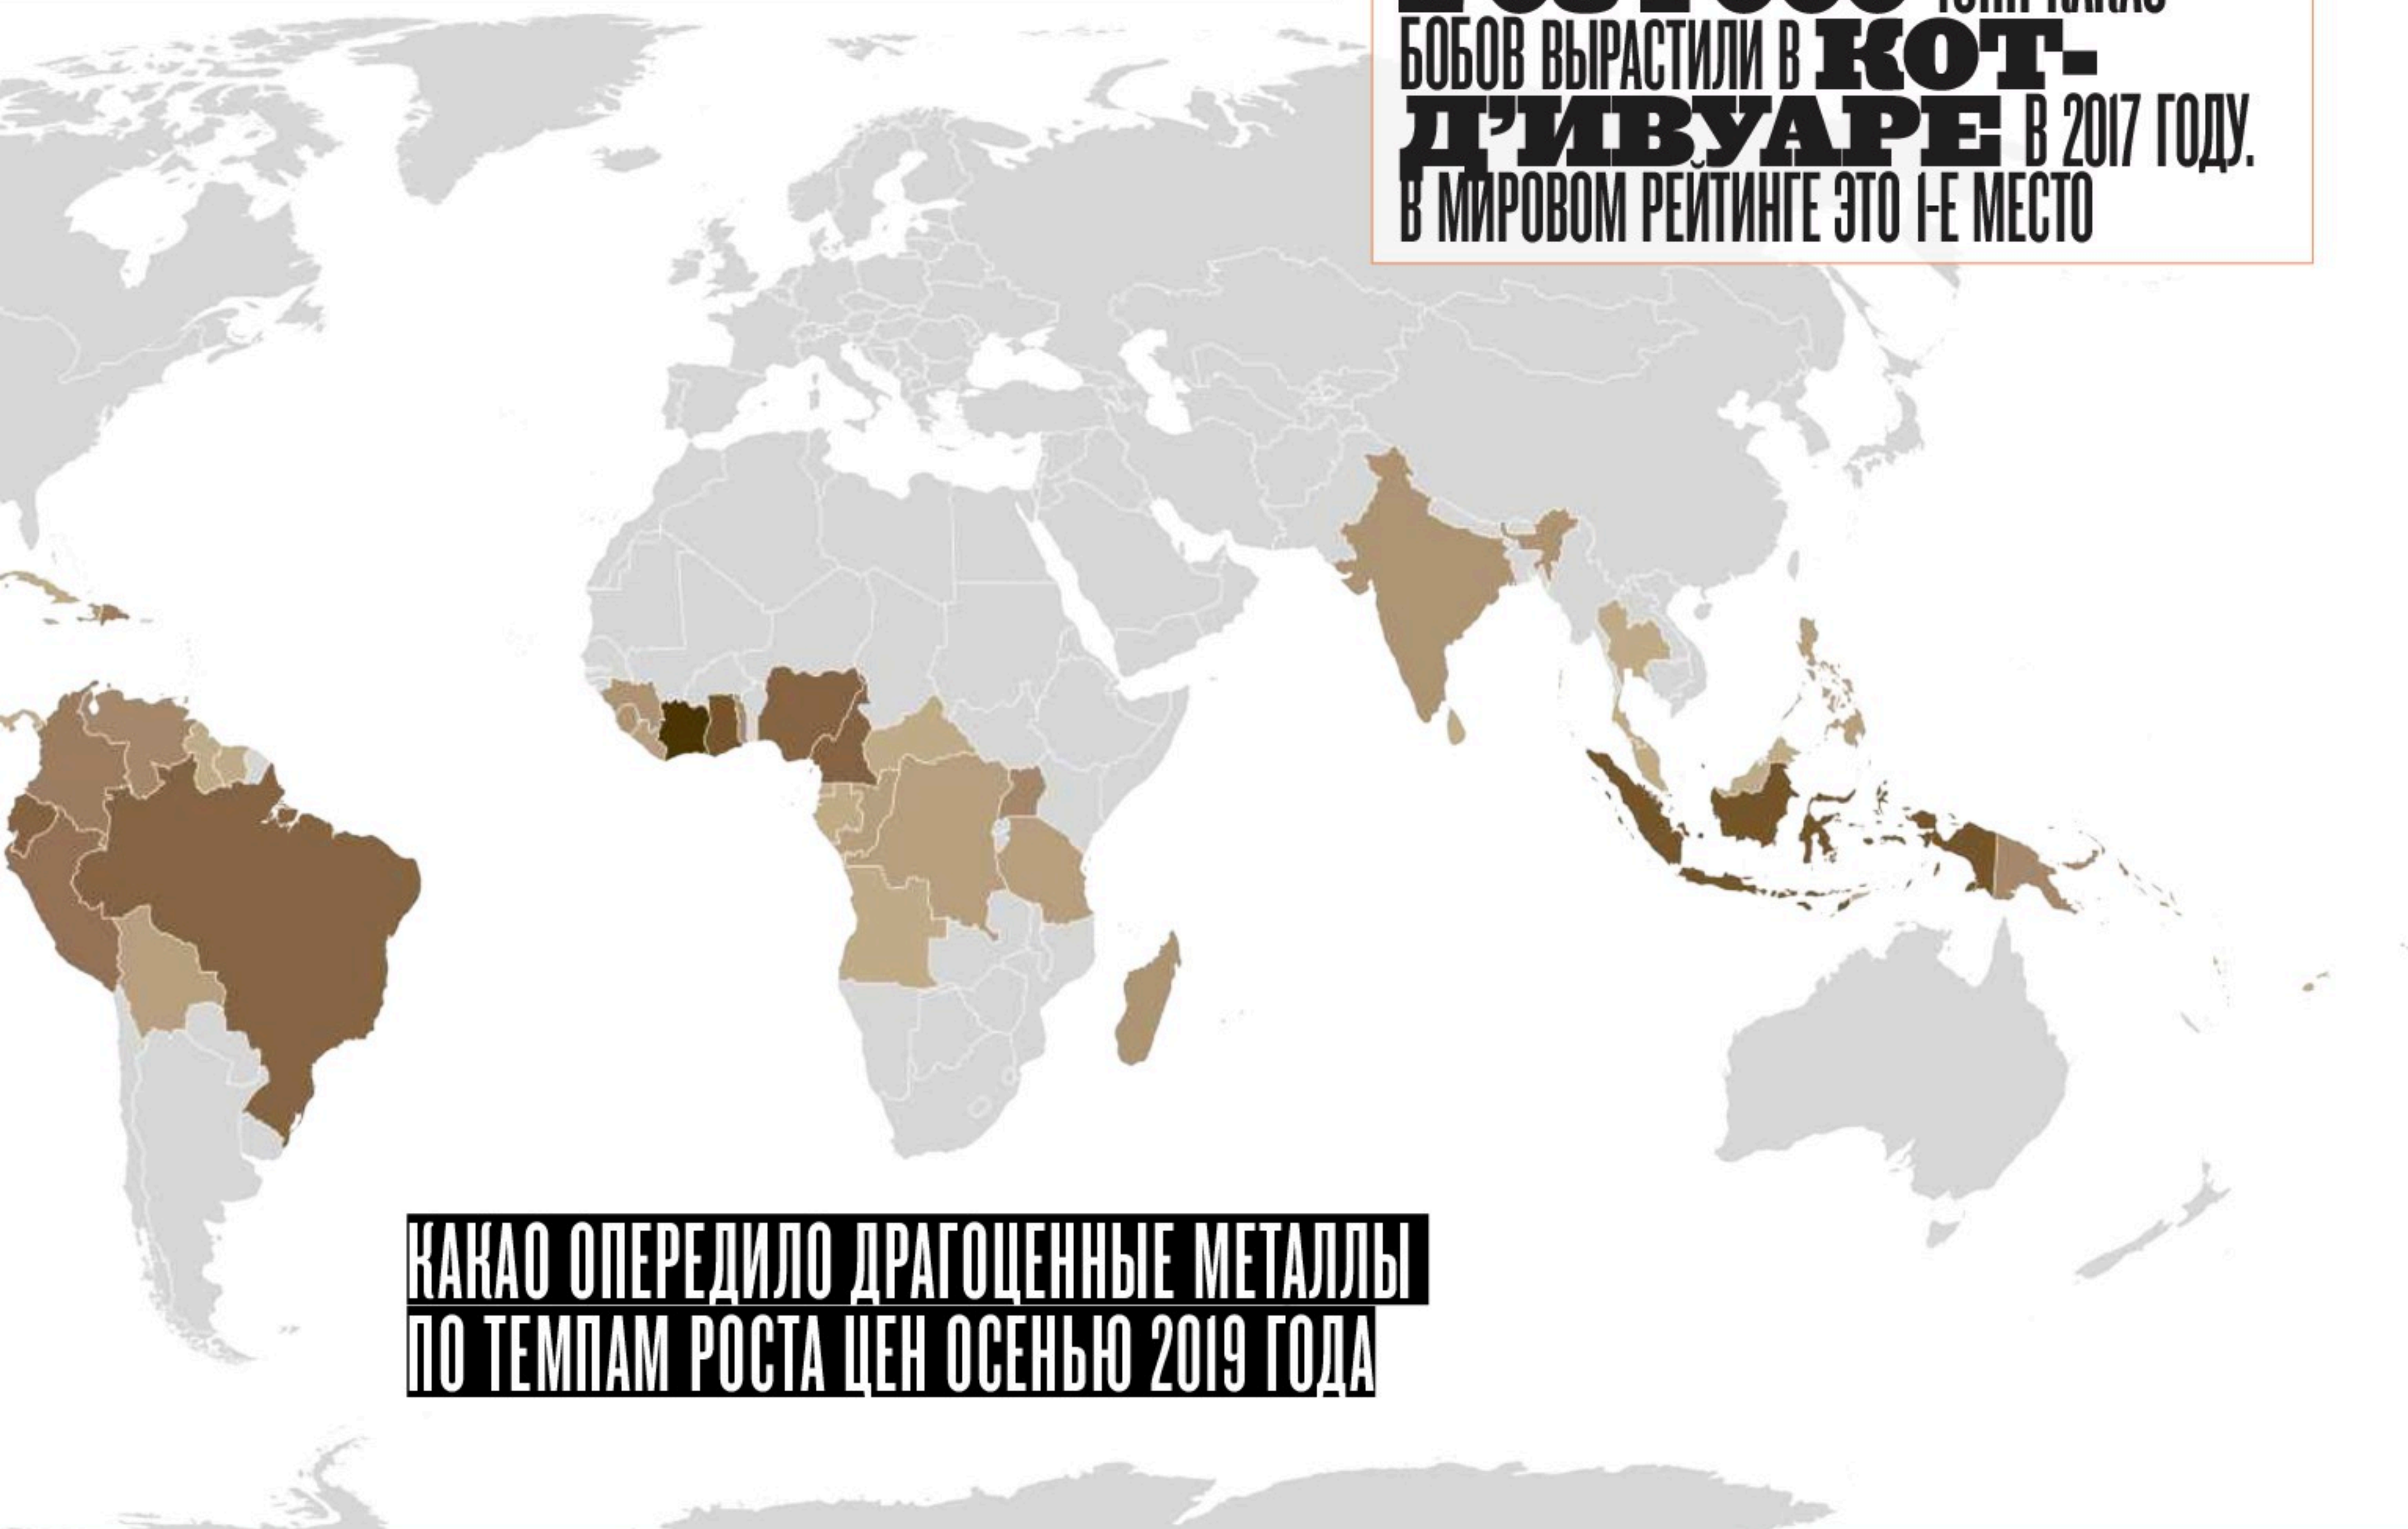 БОБОВ ВЫРАСТИЛИ В КОТ-
Д’ИВУАРЕ В 2017 ГОДУ.
В МИРОВОМ РЕЙТИНГЕ ЭТО 1-Е МЕСТО
КАКАО ОПЕРЕДИЛО ДРАГОЦЕННЫЕ МЕТАЛЛЫ
ПО ТЕМПАМ РОСТА ЦЕН ОСЕНЬЮ 2019 ГОДА